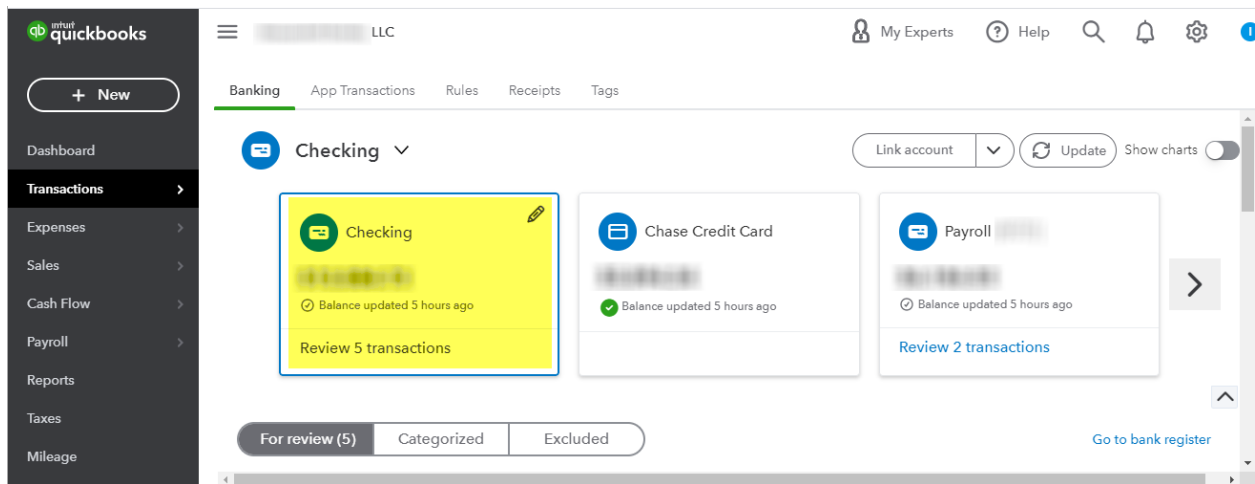 qb intuit quickbooks
LLC
My Experts
Help
+ New
Banking
App Transactions
Rules
Receipts
Tags
Dashboard
Transactions
Expenses
Sales
Cash Flow
Payroll
Reports
Taxes
Mileage
Checking
Link account
Update
Show charts
Checking
Balance updated 5 hours ago
Review 5 transactions
Chase Credit Card
Balance updated 5 hours ago
Payroll
Balance updated 5 hours ago
Review 2 transactions
For review (5)
Categorized
Excluded
Go to bank register